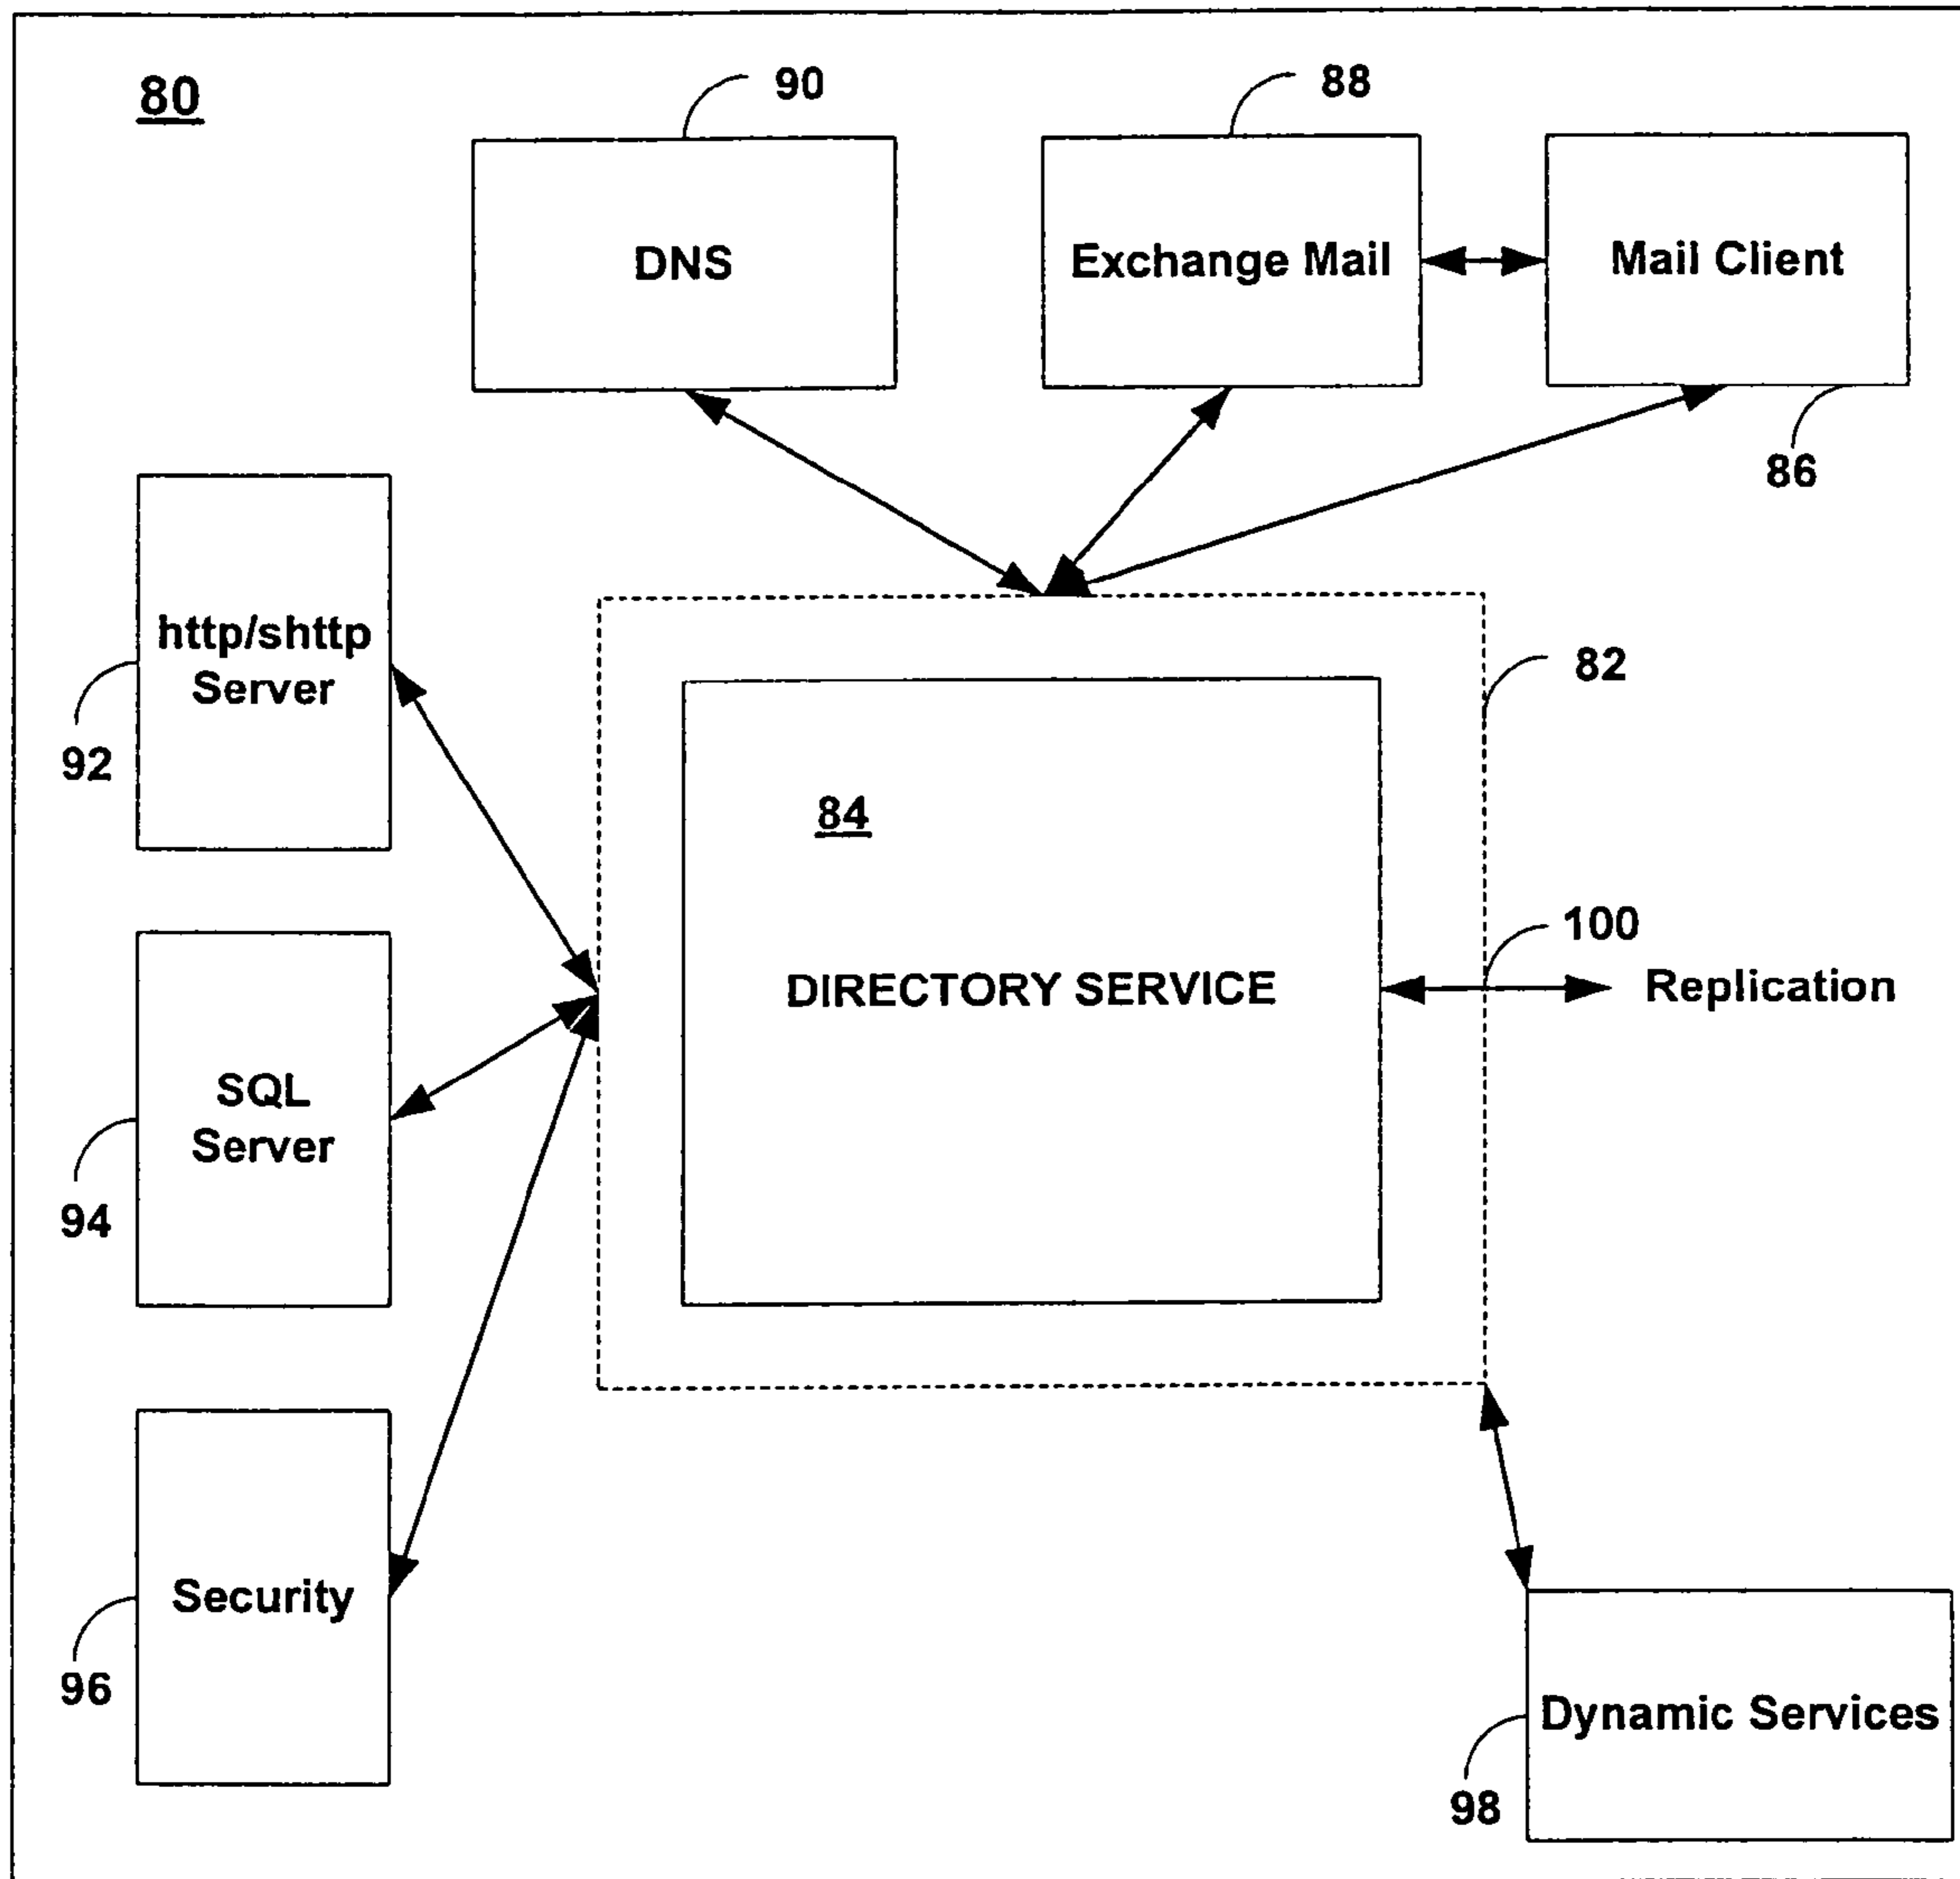 80
90
88
DNS
Exchange Mail
Mail Client
86
http/shttp
Server
92
82
84
DIRECTORY SERVICE
100
Replication
SQL
Server
94
Security
96
Dynamic Services
98